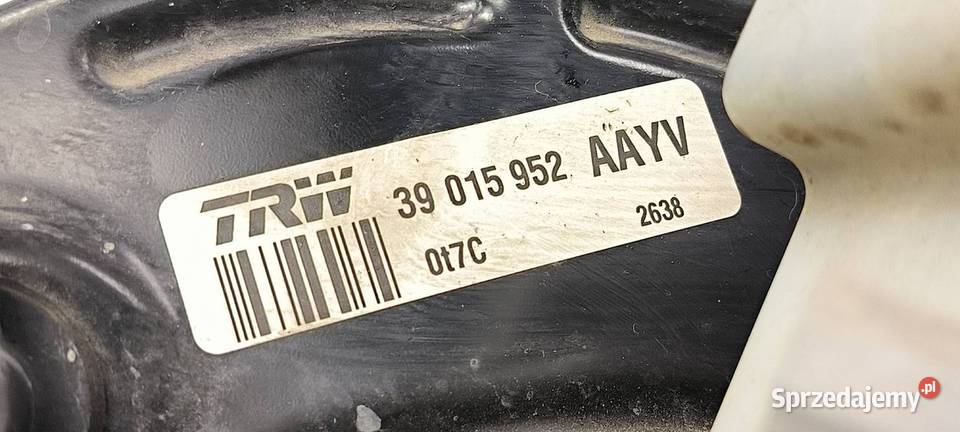 TRW 39 015 952 AAYV
0t7C 2638
Sprzedajemy.pl